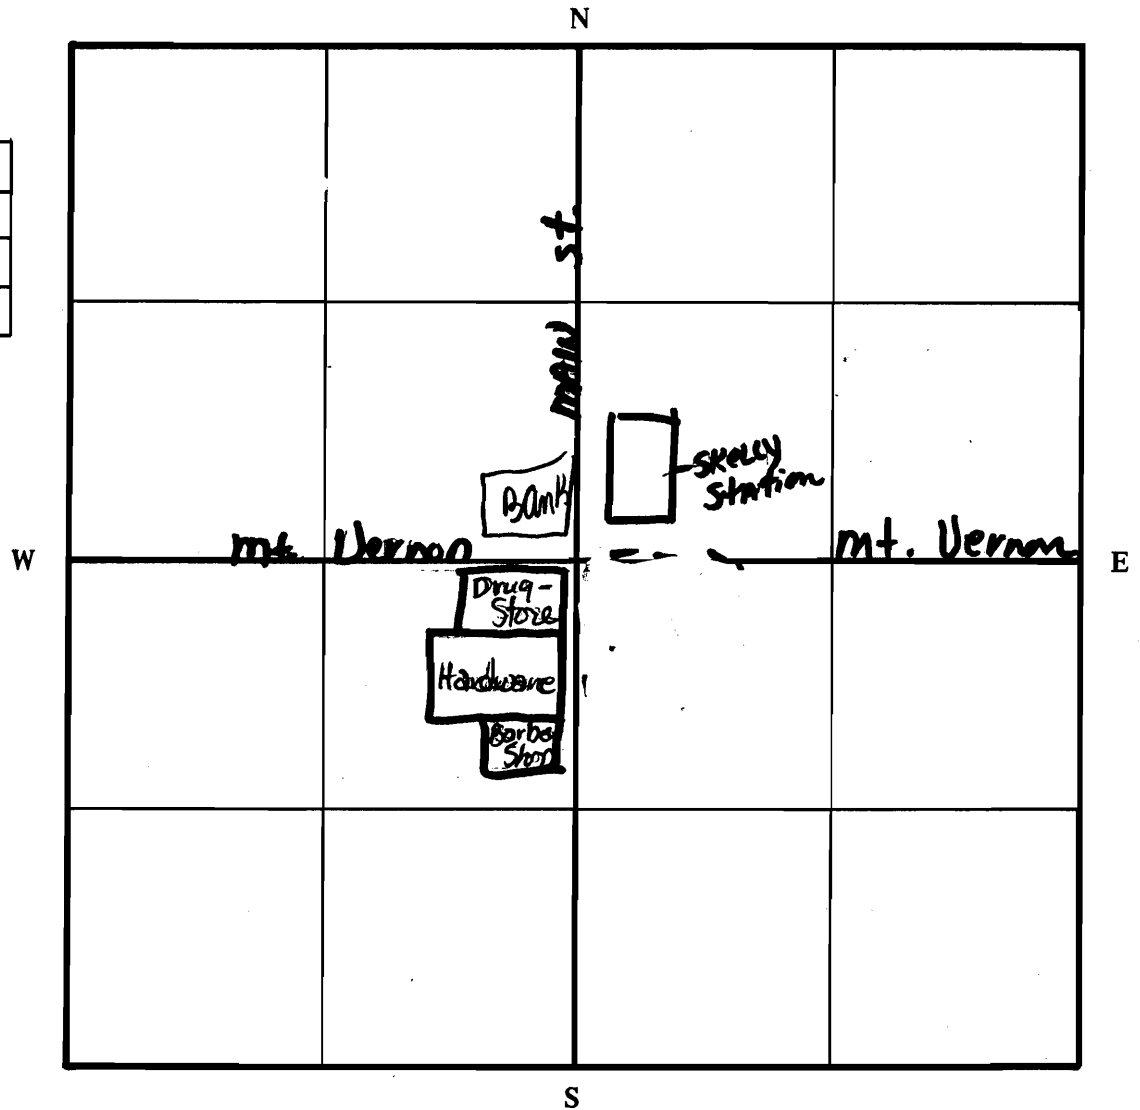 N
st.
MAIN
Skelly
Station
Bank
W
mt. Vernon
mt. Vernon
E
Drug-
Store
Hardware
Barber
Shop
S